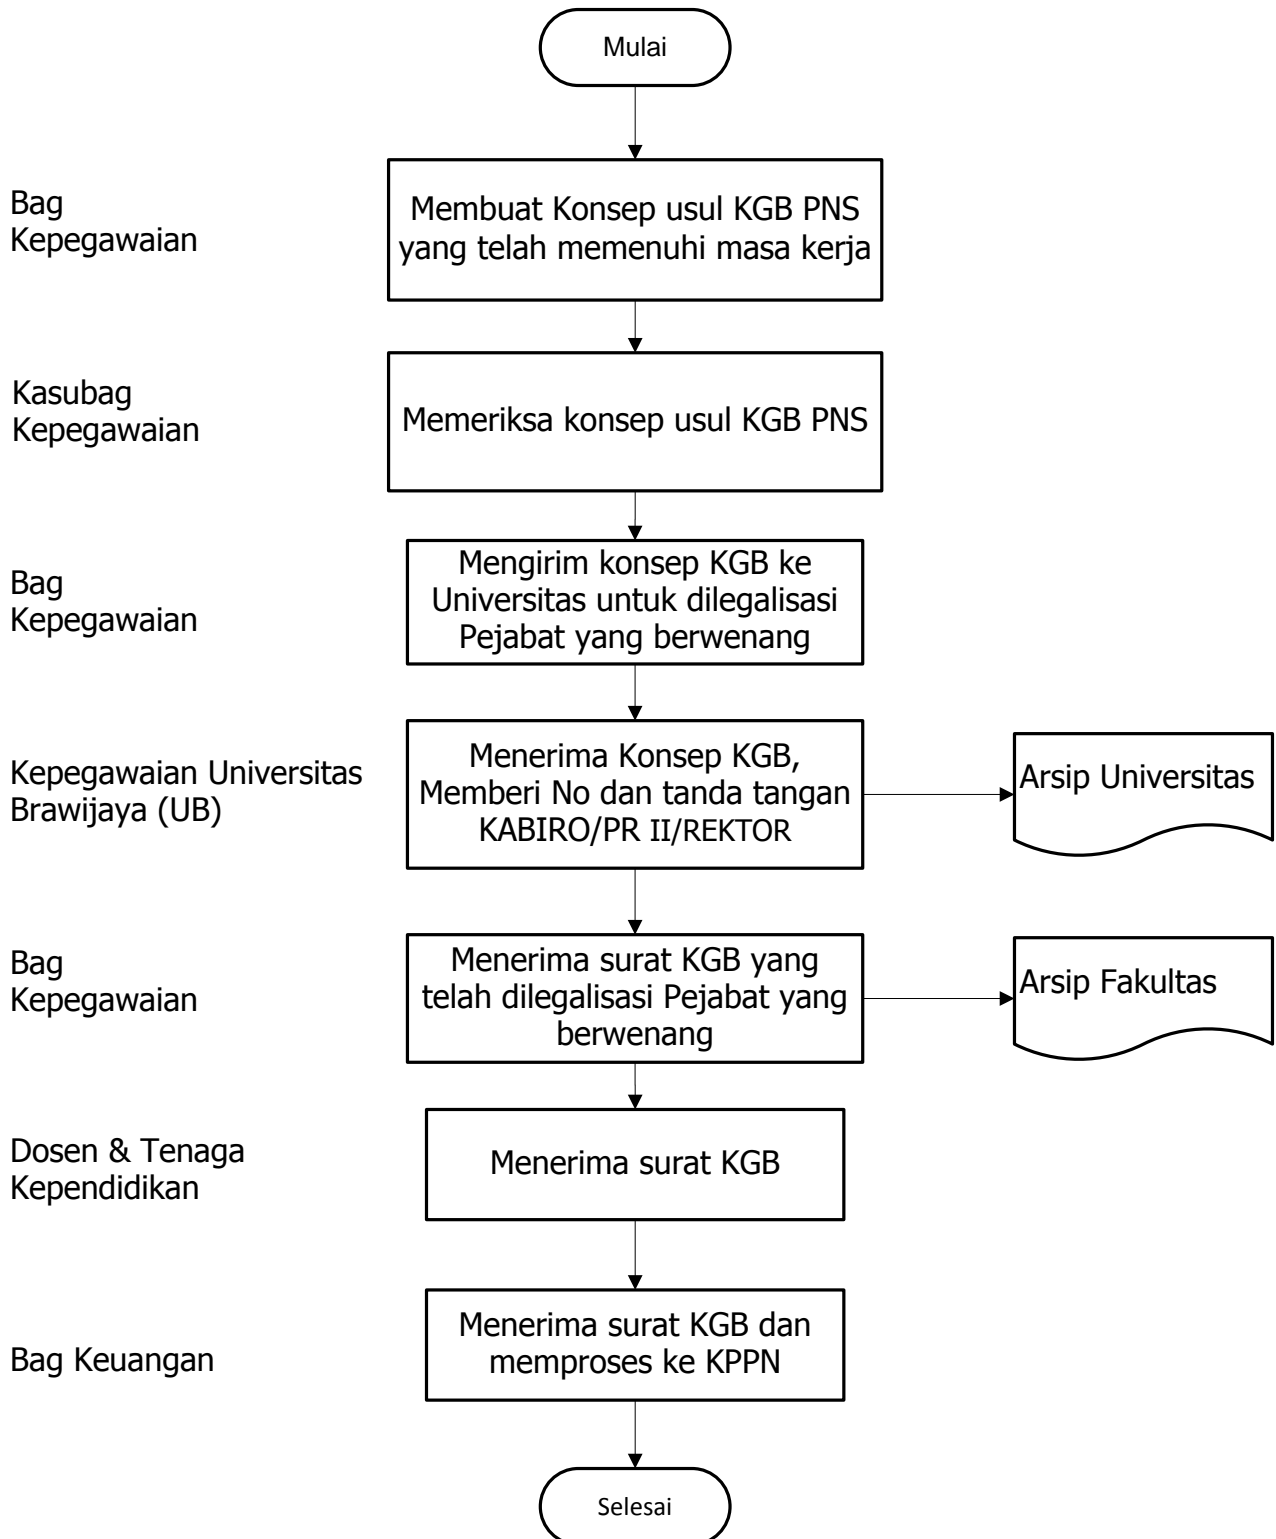 Mulai
Bag
Kepegawaian
Membuat Konsep usul KGB PNS
yang telah memenuhi masa kerja
Kasubag
Kepegawaian
Memeriksa konsep usul KGB PNS
Bag
Kepegawaian
Mengirim konsep KGB ke
Universitas untuk dilegalisasi
Pejabat yang berwenang
Kepegawaian Universitas
Brawijaya (UB)
Menerima Konsep KGB,
Memberi No dan tanda tangan
KABIRO/PR II/REKTOR
Arsip Universitas
Bag
Kepegawaian
Menerima surat KGB yang
telah dilegalisasi Pejabat yang
berwenang
Arsip Fakultas
Dosen & Tenaga
Kependidikan
Menerima surat KGB
Bag Keuangan
Menerima surat KGB dan
memproses ke KPPN
Selesai